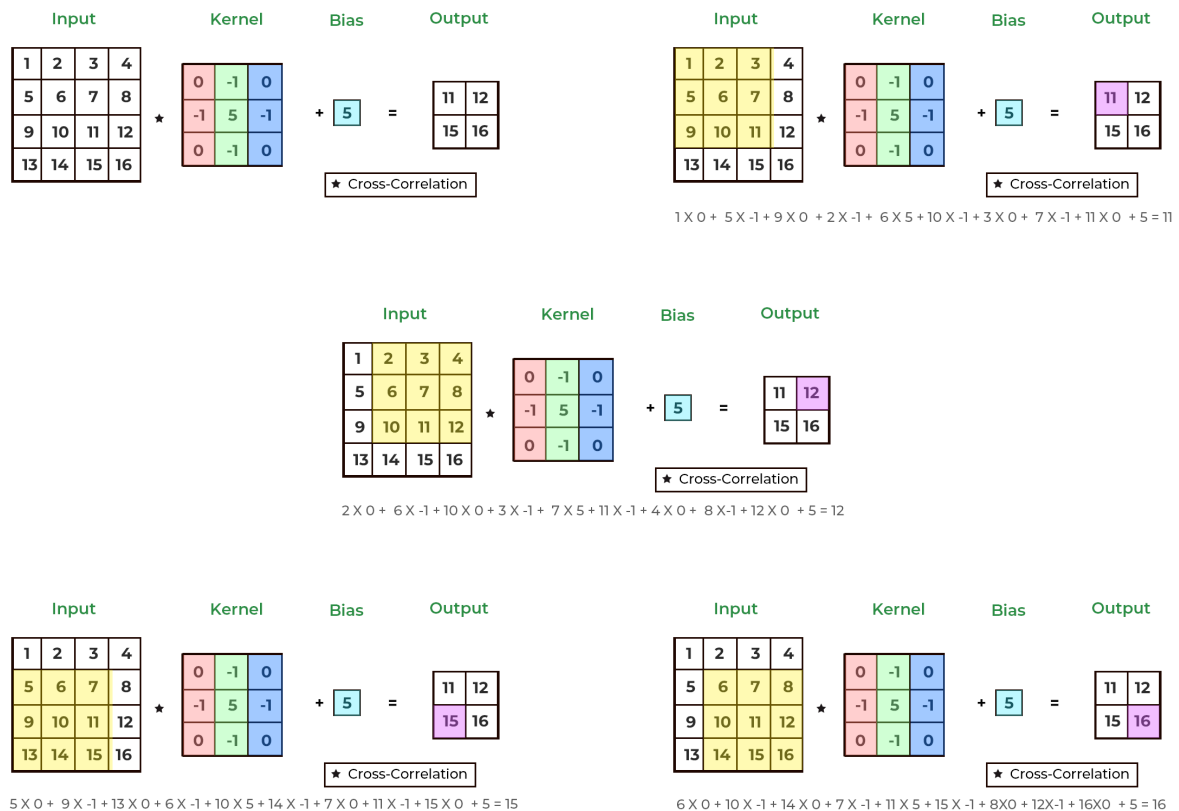 Input Kernel Bias Output
1 2 3 4
5 6 7 8
9 10 11 12
13 14 15 16
★
0 -1 0
-1 5 -1
0 -1 0
+ 5 =
11 12
15 16
★ Cross-Correlation
Input Kernel Bias Output
1 2 3 4
5 6 7 8
9 10 11 12
13 14 15 16
★
0 -1 0
-1 5 -1
0 -1 0
+ 5 =
11 12
15 16
★ Cross-Correlation
1 X 0 + 5 X -1 + 9 X 0 + 2 X -1 + 6 X 5 + 10 X -1 + 3 X 0 + 7 X -1 + 11 X 0 + 5 = 11
Input Kernel Bias Output
1 2 3 4
5 6 7 8
9 10 11 12
13 14 15 16
★
0 -1 0
-1 5 -1
0 -1 0
+ 5 =
11 12
15 16
★ Cross-Correlation
2 X 0 + 6 X -1 + 10 X 0 + 3 X -1 + 7 X 5 + 11 X -1 + 4 X 0 + 8 X-1 + 12 X 0 + 5 = 12
Input Kernel Bias Output
1 2 3 4
5 6 7 8
9 10 11 12
13 14 15 16
★
0 -1 0
-1 5 -1
0 -1 0
+ 5 =
11 12
15 16
★ Cross-Correlation
5 X 0 + 9 X -1 + 13 X 0 + 6 X -1 + 10 X 5 + 14 X -1 + 7 X 0 + 11 X -1 + 15 X 0 + 5 = 15
Input Kernel Bias Output
1 2 3 4
5 6 7 8
9 10 11 12
13 14 15 16
★
0 -1 0
-1 5 -1
0 -1 0
+ 5 =
11 12
15 16
★ Cross-Correlation
6 X 0 + 10 X -1 + 14 X 0 + 7 X -1 + 11 X 5 + 15 X -1 + 8X0 + 12X-1 + 16X0 + 5 = 16